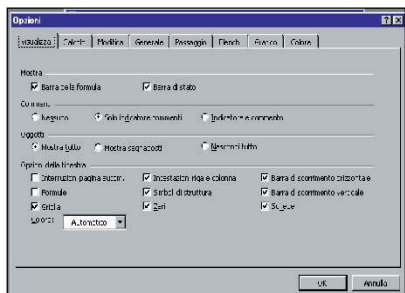 Opzioni
Visualizza Calcolo Modifica Generale Passaggio Elenchi Grafico Colore
Mostra
Barra della formula Barra di stato
Commenti
Nessuno Solo indicatore commenti Indicatore e commento
Oggetti
Mostra tutto Mostra segnaposti Nascondi tutto
Opzioni della finestra
Interruzioni pagina autom. Intestazioni riga e colonna Barra di scorrimento orizzontale
Formule Simboli di struttura Barra di scorrimento verticale
Griglia Zeri Schede
Colore: Automatico
OK Annulla